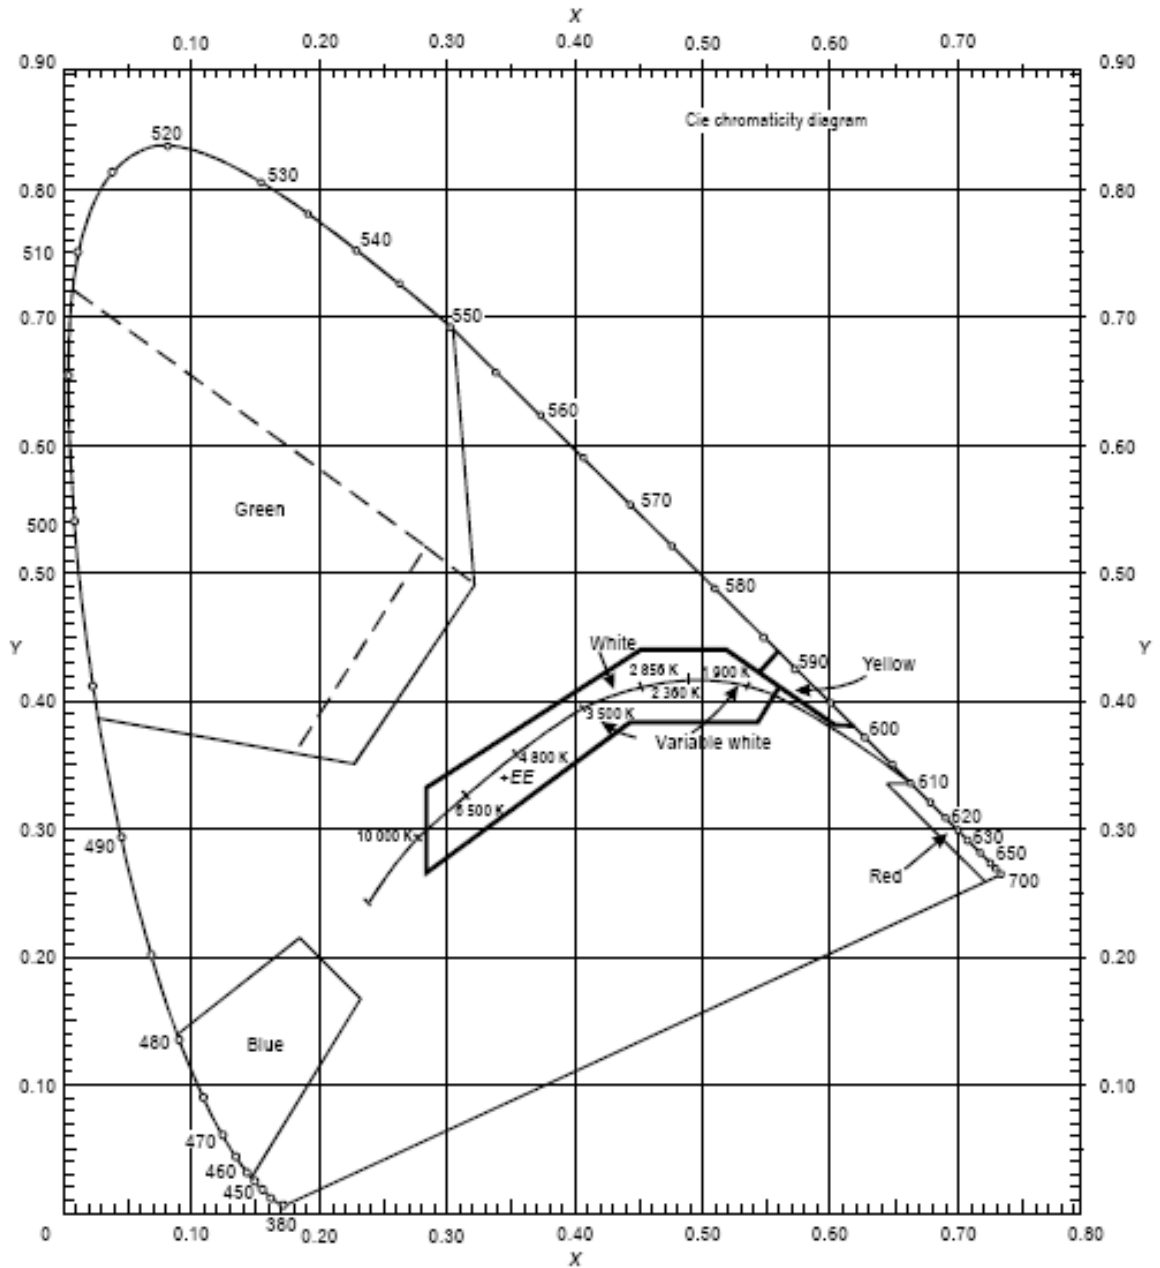 X
0.10 0.20 0.30 0.40 0.50 0.60 0.70
0.90 0.90
Cie chromaticity diagram
520
530
0.80 0.80
540
510
0.70 550 0.70
560
0.60 0.60
570
Green
500
0.50 580 0.50
Y White Y
590 Yellow
2 856 K 1 900 K
2 360 K
0.40 0.40
3 500 K
600
Variable white
4 800 K
+EE
610
6 500 K
620
10 000 K
0.30 630 0.30
490
650
Red 700
0.20 0.20
480 Blue
0.10 0.10
470
460
450
380
0 0.10 0.20 0.30 0.40 0.50 0.60 0.70 0.80
X